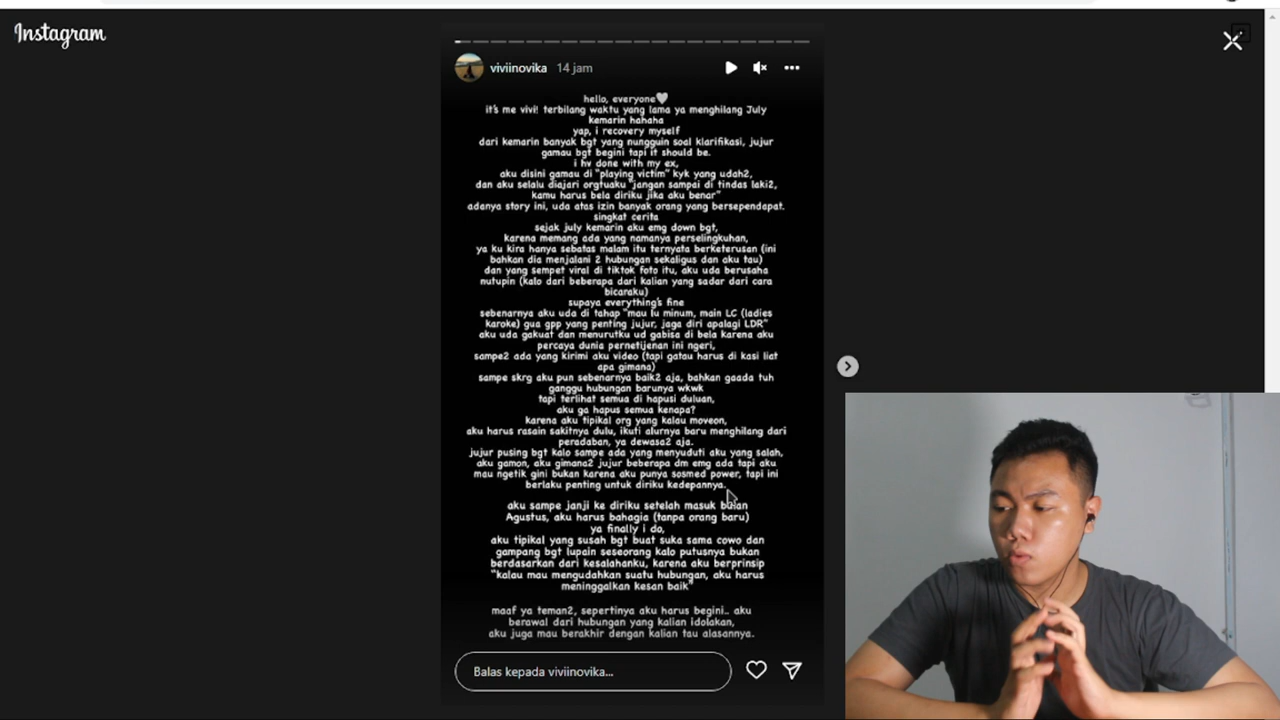 Instagram
viviinovika 14 jam
hello, everyone🤍
it's me vivi! terbilang waktu yang lama ya menghilang July
kemarin hahaha
yap, i recovery myself
dari kemarin banyak bgt yang nungguin soal klarifikasi, jujur
gamau bgt begini tapi it should be.
i hv done with my ex,
aku disini gamau di "playing victim" kyk yang udah2,
dan aku selalu diajari orgtuaku "jangan sampai di tindas laki2,
kamu harus bela diriku jika aku benar"
adanya story ini, uda atas izin banyak orang yang bersependapat.
singkat cerita
sejak july kemarin aku emg down bgt,
karena memang ada yang namanya perselingkuhan,
ya ku kira hanya sebatas malam itu ternyata berketerusan (ini
bahkan dia menjalani 2 hubungan sekaligus dan aku tau)
dan yang sempet viral di tiktok foto itu, aku uda berusaha
nutupin (kalo dari beberapa dari kalian yang sadar dari cara
bicaraku)
supaya everything's fine
sebenarnya aku uda di tahap "mau lu minum, main LC (ladies
karoke) gua gpp yang penting jujur, jaga diri apalagi LDR"
aku uda gakuat dan menurutku ud gabisa di bela karena aku
percaya dunia pernetijenan ini ngeri,
sampe2 ada yang kirimi aku video (tapi gatau harus di kasi liat
apa gimana)
sampe skrg aku pun sebenarnya baik2 aja, bahkan gaada tuh
ganggu hubungan barunya wkwk
tapi terlihat semua di hapusi duluan,
aku ga hapus semua kenapa?
karena aku tipikal org yang kalau moveon,
aku harus rasain sakitnya dulu, ikuti alurnya baru menghilang dari
peradaban, ya dewasa2 aja.
jujur pusing bgt kalo sampe ada yang menyuduti aku yang salah,
aku gamon, aku gimana2 jujur beberapa dm emg ada tapi aku
mau ngetik gini bukan karena aku punya sosmed power, tapi ini
berlaku penting untuk diriku kedepannya.
aku sampe janji ke diriku setelah masuk bulan
Agustus, aku harus bahagia (tanpa orang baru)
ya finally i do,
aku tipikal yang susah bgt buat suka sama cowo dan
gampang bgt lupain seseorang kalo putusnya bukan
berdasarkan dari kesalahanku, karena aku berprinsip
"kalau mau mengudahkan suatu hubungan, aku harus
meninggalkan kesan baik"
maaf ya teman2, sepertinya aku harus begini.. aku
berawal dari hubungan yang kalian idolakan,
aku juga mau berakhir dengan kalian tau alasannya.
Balas kepada viviinovika...